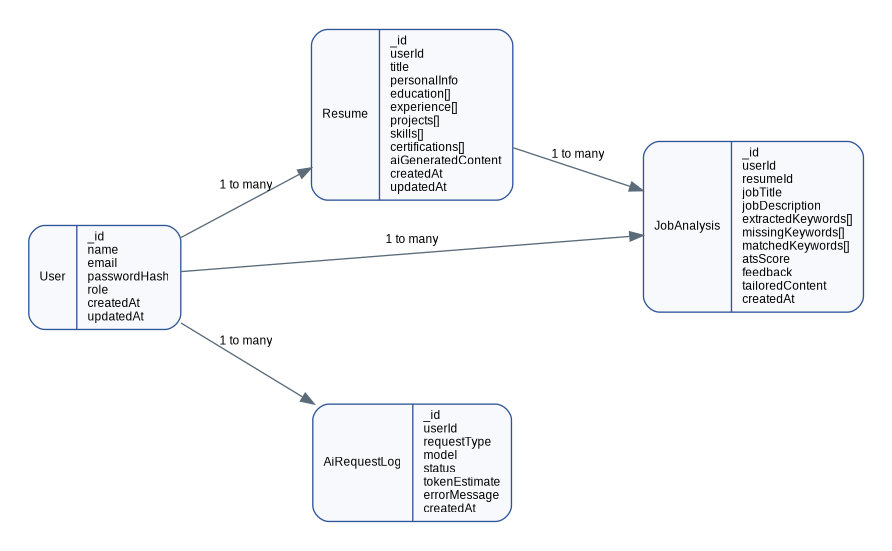 Resume
_id
userId
title
personalInfo
education[]
experience[]
projects[]
skills[]
certifications[]
aiGeneratedContent
createdAt
updatedAt
1 to many
1 to many
JobAnalysis
_id
userId
resumeId
jobTitle
jobDescription
extractedKeywords[]
missingKeywords[]
matchedKeywords[]
atsScore
feedback
tailoredContent
createdAt
User
_id
name
email
passwordHash
role
createdAt
updatedAt
1 to many
1 to many
AiRequestLog
_id
userId
requestType
model
status
tokenEstimate
errorMessage
createdAt